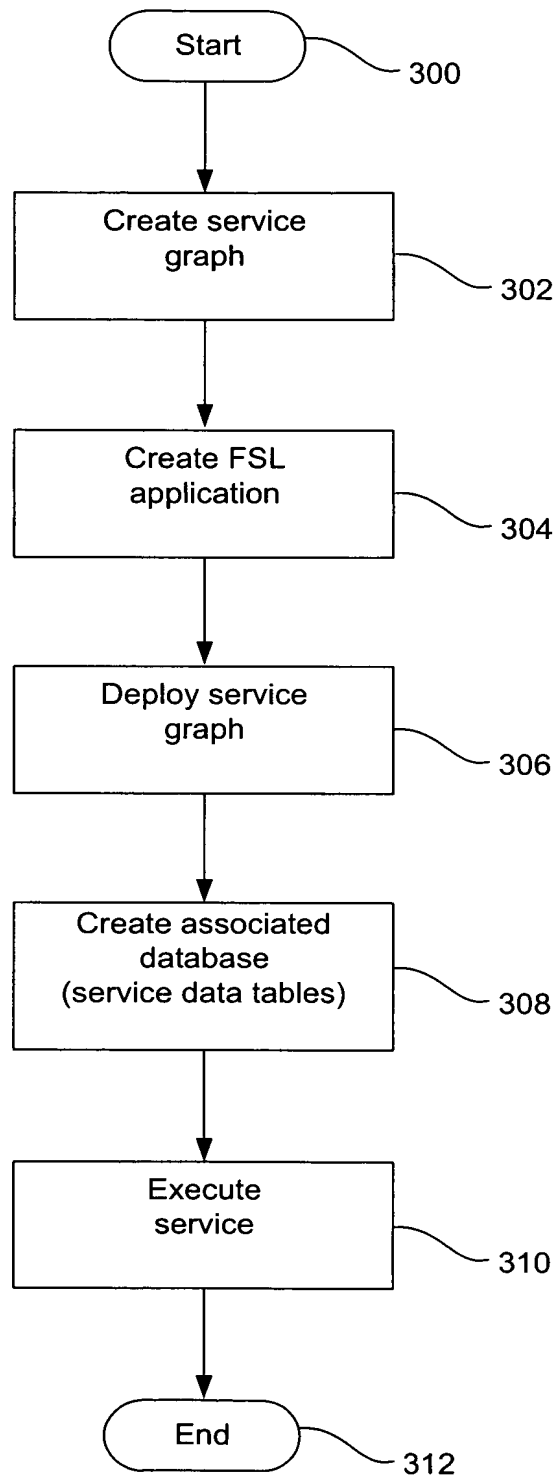 Start
300
Create service
graph
302
Create FSL
application
304
Deploy service
graph
306
Create associated
database
(service data tables)
308
Execute
service
310
End
312